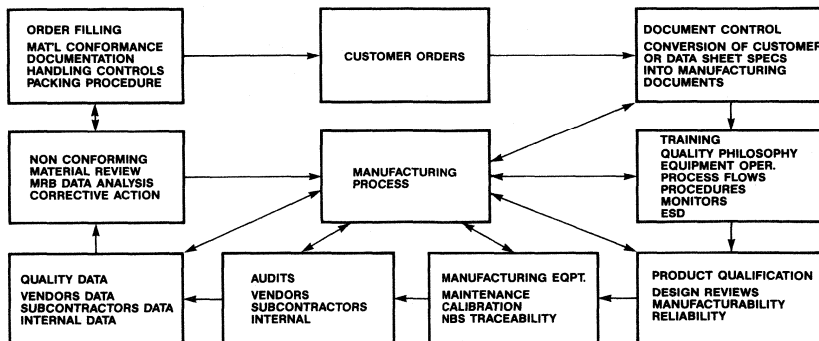 ORDER FILLING
MAT'L CONFORMANCE
DOCUMENTATION
HANDLING CONTROLS
PACKING PROCEDURE
CUSTOMER ORDERS
DOCUMENT CONTROL
CONVERSION OF CUSTOMER
OR DATA SHEET SPECS
INTO MANUFACTURING
DOCUMENTS
NON CONFORMING
MATERIAL REVIEW
MRB DATA ANALYSIS
CORRECTIVE ACTION
MANUFACTURING
PROCESS
TRAINING
QUALITY PHILOSOPHY
EQUIPMENT OPER.
PROCESS FLOWS
PROCEDURES
MONITORS
ESD
QUALITY DATA
VENDORS DATA
SUBCONTRACTORS DATA
INTERNAL DATA
AUDITS
VENDORS
SUBCONTRACTORS
INTERNAL
MANUFACTURING EQPT.
MAINTENANCE
CALIBRATION
NBS TRACEABILITY
PRODUCT QUALIFICATION
DESIGN REVIEWS
MANUFACTURABILITY
RELIABILITY